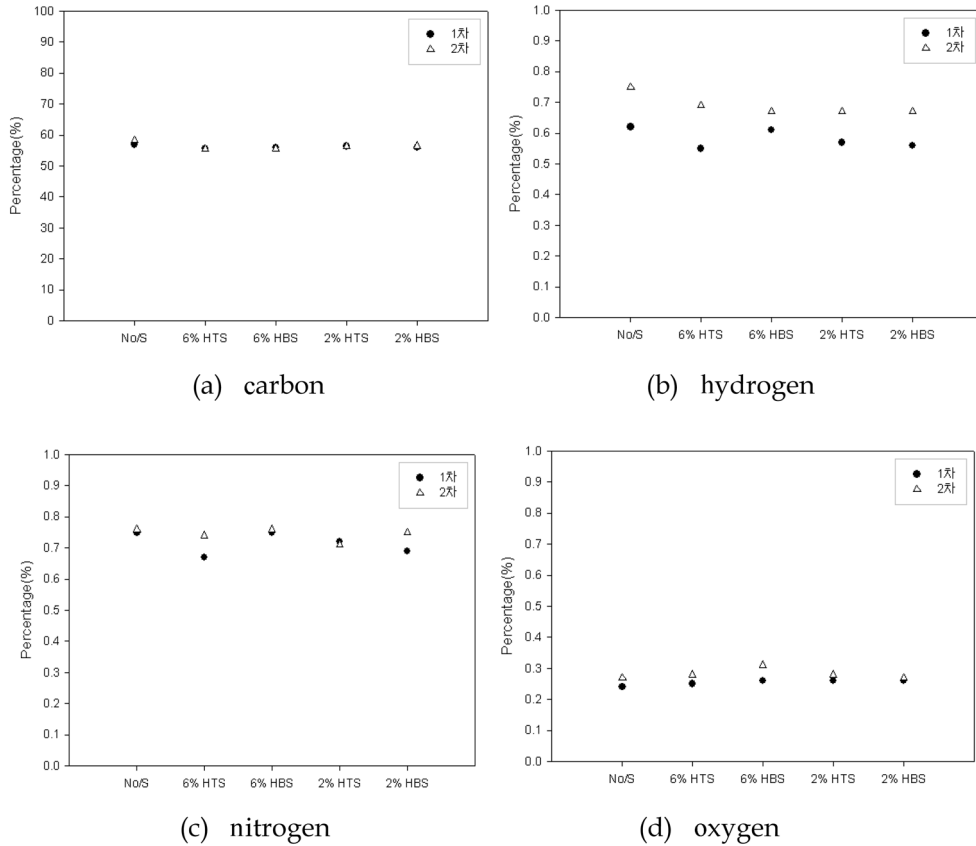 100
90
80
70
60
50
40
30
20
10
0
Percentage(%)
1차
2차
No/S 6% HTS 6% HBS 2% HTS 2% HBS
(a) carbon
1.0
0.9
0.8
0.7
0.6
0.5
0.4
0.3
0.2
0.1
0.0
Percentage(%)
1차
2차
No/S 6% HTS 6% HBS 2% HTS 2% HBS
(b) hydrogen
1.0
0.9
0.8
0.7
0.6
0.5
0.4
0.3
0.2
0.1
0.0
Percentage(%)
1차
2차
No/S 6% HTS 6% HBS 2% HTS 2% HBS
(c) nitrogen
1.0
0.9
0.8
0.7
0.6
0.5
0.4
0.3
0.2
0.1
0.0
Percentage(%)
1차
2차
No/S 6% HTS 6% HBS 2% HTS 2% HBS
(d) oxygen